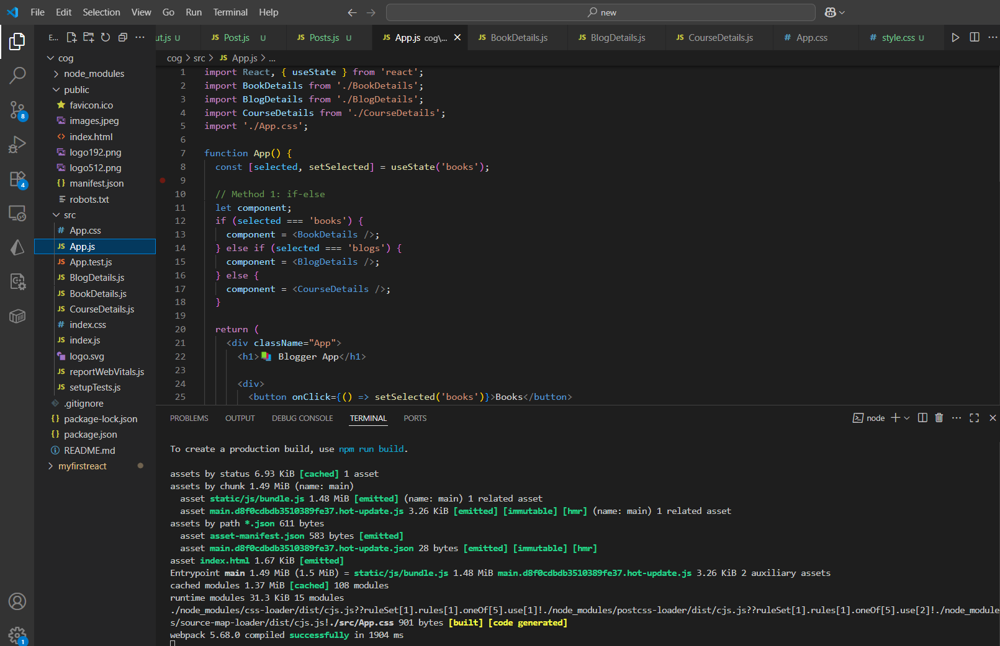 File Edit Selection View Go Run Terminal Help
new
E...
ut.js U
JS Post.js U
JS Posts.js U
JS App.js cog\...
JS BookDetails.js
JS BlogDetails.js
JS CourseDetails.js
# App.css
# style.css U
cog
node_modules
public
favicon.ico
images.jpeg
<> index.html
logo192.png
logo512.png
{} manifest.json
robots.txt
src
# App.css
JS App.js
JS App.test.js
JS BlogDetails.js
JS BookDetails.js
JS CourseDetails.js
# index.css
JS index.js
logo.svg
JS reportWebVitals.js
JS setupTests.js
.gitignore
{} package-lock.json
{} package.json
README.md
myfirstreact
8
4
1
cog > src > JS App.js > ...
1 import React, { useState } from 'react';
2 import BookDetails from './BookDetails';
3 import BlogDetails from './BlogDetails';
4 import CourseDetails from './CourseDetails';
5 import './App.css';
6
7 function App() {
8 const [selected, setSelected] = useState('books');
9
10 // Method 1: if-else
11 let component;
12 if (selected === 'books') {
13 component = <BookDetails />;
14 } else if (selected === 'blogs') {
15 component = <BlogDetails />;
16 } else {
17 component = <CourseDetails />;
18 }
19
20 return (
21 <div className="App">
22 <h1>📚 Blogger App</h1>
23
24 <div>
25 <button onClick={() => setSelected('books')}>Books</button>
PROBLEMS OUTPUT DEBUG CONSOLE TERMINAL PORTS
node
To create a production build, use npm run build.
assets by status 6.93 KiB [cached] 1 asset
assets by chunk 1.49 MiB (name: main)
asset static/js/bundle.js 1.48 MiB [emitted] (name: main) 1 related asset
asset main.d8f0cdbdb3510389fe37.hot-update.js 3.26 KiB [emitted] [immutable] [hmr] (name: main) 1 related asset
assets by path *.json 611 bytes
asset asset-manifest.json 583 bytes [emitted]
asset main.d8f0cdbdb3510389fe37.hot-update.json 28 bytes [emitted] [immutable] [hmr]
asset index.html 1.67 KiB [emitted]
Entrypoint main 1.49 MiB (1.5 MiB) = static/js/bundle.js 1.48 MiB main.d8f0cdbdb3510389fe37.hot-update.js 3.26 KiB 2 auxiliary assets
cached modules 1.37 MiB [cached] 108 modules
runtime modules 31.3 KiB 15 modules
./node_modules/css-loader/dist/cjs.js??ruleSet[1].rules[1].oneOf[5].use[1]!./node_modules/postcss-loader/dist/cjs.js??ruleSet[1].rules[1].oneOf[5].use[2]!./node_module
s/source-map-loader/dist/cjs.js!./src/App.css 901 bytes [built] [code generated]
webpack 5.68.0 compiled successfully in 1904 ms